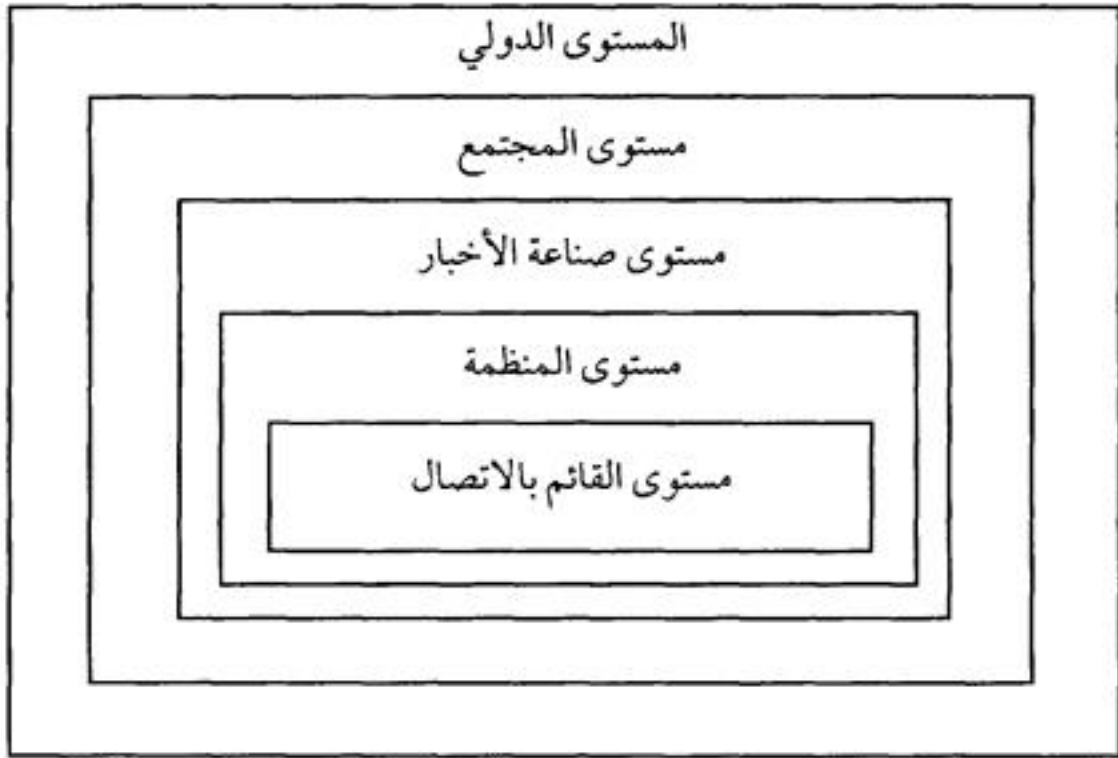 المستوى الدولي
مستوى المجتمع
مستوى صناعة الأخبار
مستوى المنظمة
مستوى القائم بالاتصال